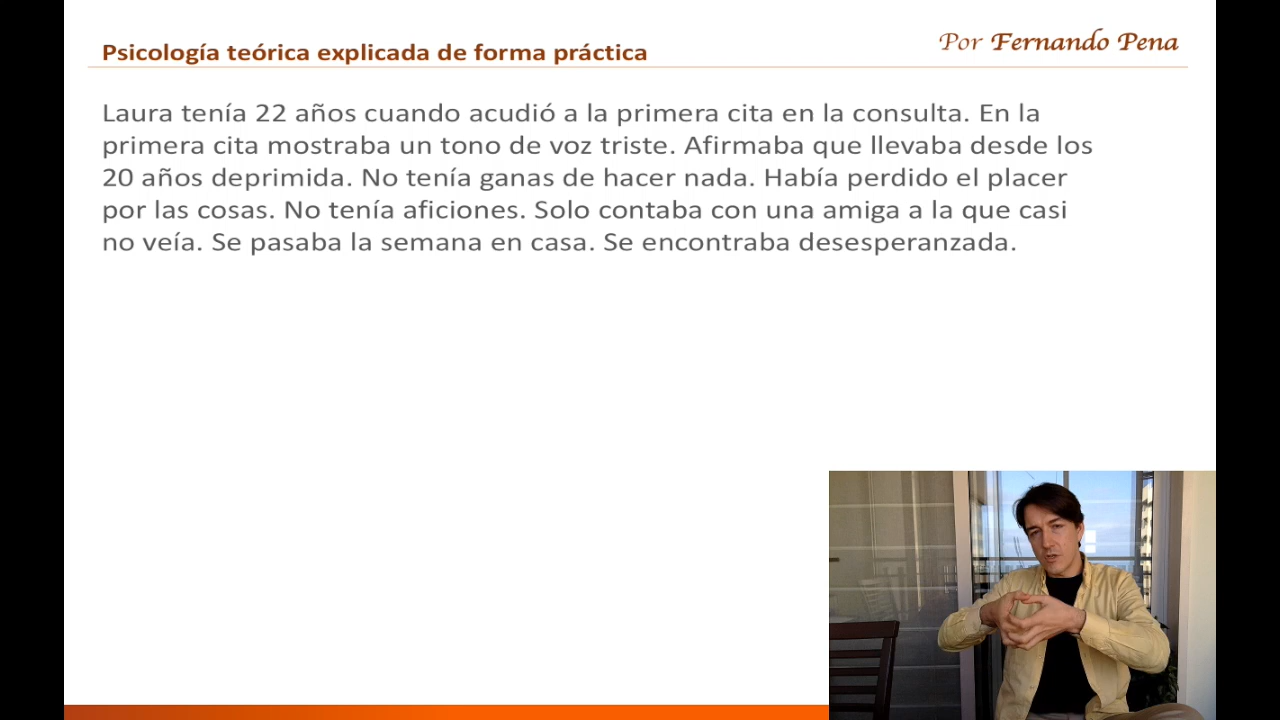 Psicología teórica explicada de forma práctica
Por Fernando Pena
Laura tenía 22 años cuando acudió a la primera cita en la consulta. En la
primera cita mostraba un tono de voz triste. Afirmaba que llevaba desde los
20 años deprimida. No tenía ganas de hacer nada. Había perdido el placer
por las cosas. No tenía aficiones. Solo contaba con una amiga a la que casi
no veía. Se pasaba la semana en casa. Se encontraba desesperanzada.